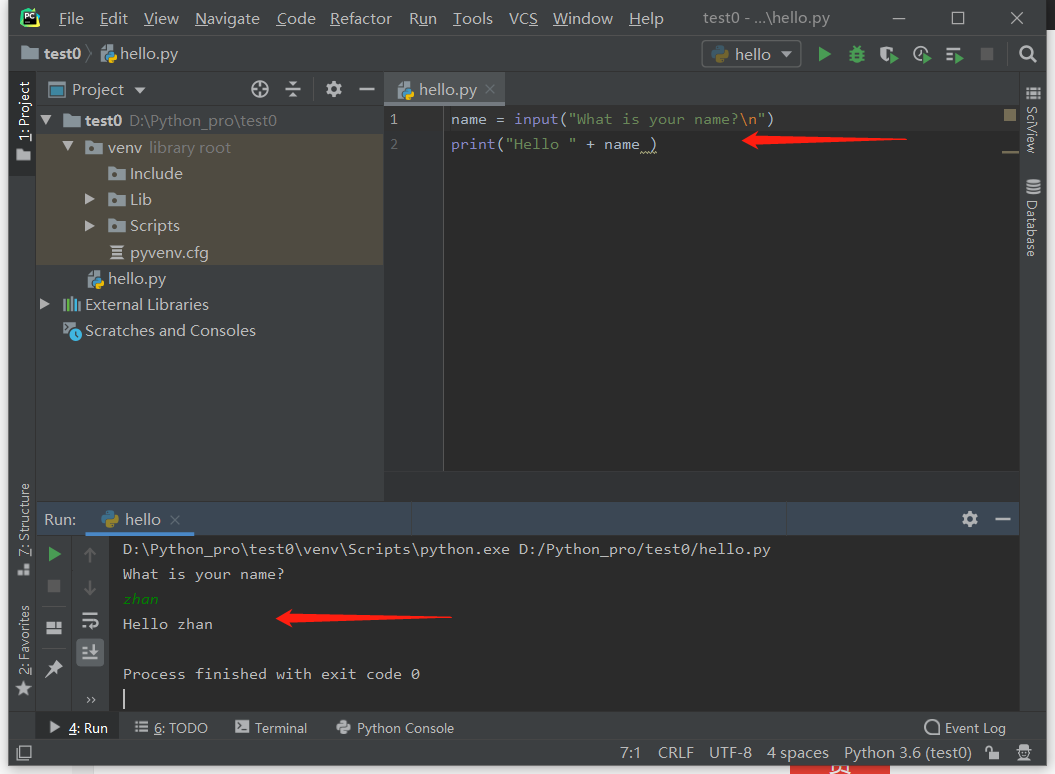 PC File Edit View Navigate Code Refactor Run Tools VCS Window Help test0 - ...\hello.py
test0 hello.py hello
1: Project
Project
test0 D:\Python_pro\test0
venv library root
Include
Lib
Scripts
pyvenv.cfg
hello.py
External Libraries
Scratches and Consoles
hello.py
1 name = input("What is your name?\n")
2 print("Hello " + name )
SciView
Database
Z: Structure
2: Favorites
Run: hello
D:\Python_pro\test0\venv\Scripts\python.exe D:/Python_pro/test0/hello.py
What is your name?
zhan
Hello zhan
Process finished with exit code 0
4: Run 6: TODO Terminal Python Console Event Log
7:1 CRLF UTF-8 4 spaces Python 3.6 (test0)